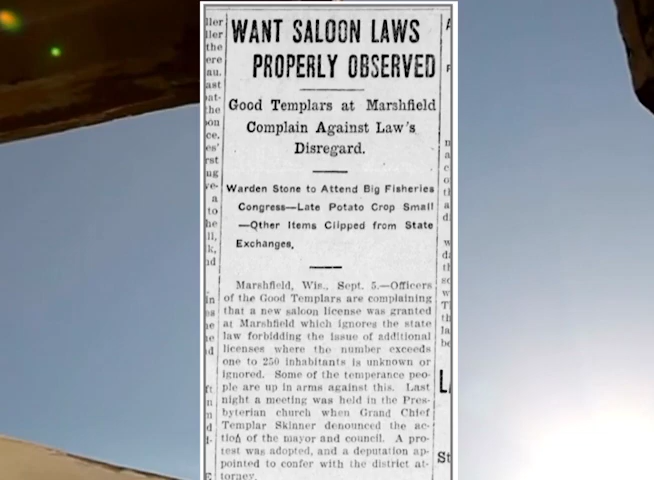 WANT SALOON LAWS
PROPERLY OBSERVED
Good Templars at Marshfield
Complain Against Law's
Disregard.
Warden Stone to Attend Big Fisheries
Congress—Late Potato Crop Small
—Other Items Clipped from State
Exchanges.
Marshfield, Wis., Sept. 5.—Officers
of the Good Templars are complaining
that a new saloon license was granted
at Marshfield which ignores the state
law forbidding the issue of additional
licenses where the number exceeds
one to 250 inhabitants is unknown or
ignored. Some of the temperance peo-
ple are up in arms against this. Last
night a meeting was held in the Pres-
byterian church when Grand Chief
Templar Skinner denounced the ac-
tion of the mayor and council. A pro-
test was adopted, and a deputation ap-
pointed to confer with the district at-
torney.